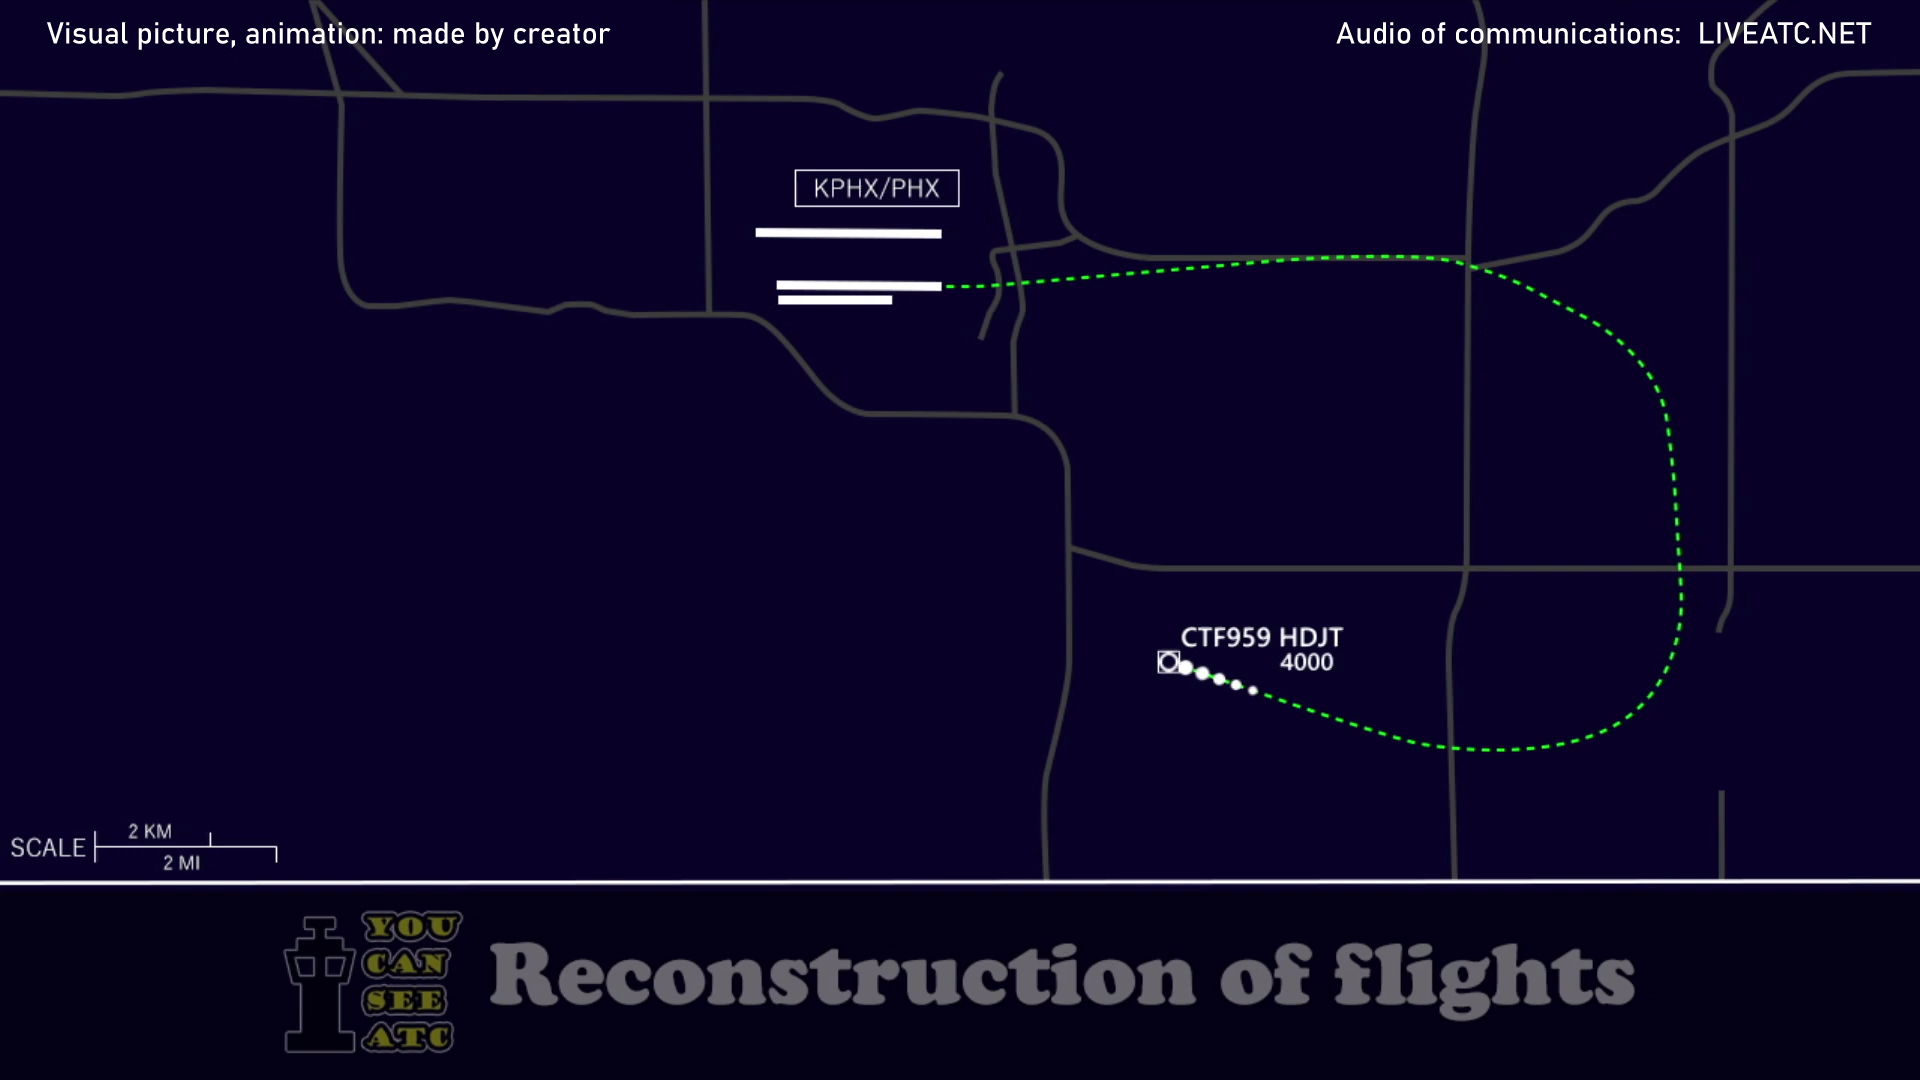 Visual picture, animation: made by creator
Audio of communications: LIVEATC.NET
KPHX/PHX
CTF959 HDJT
4000
2 KM
SCALE
2 MI
YOU
CAN
SEE
ATC
Reconstruction of flights